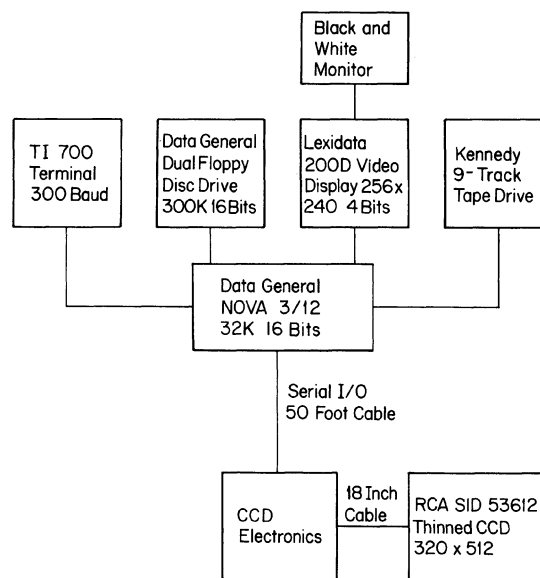 Black and
White
Monitor
TI 700
Terminal
300 Baud
Data General
Dual Floppy
Disc Drive
300K 16Bits
Lexidata
200D Video
Display 256x
240 4 Bits
Kennedy
9-Track
Tape Drive
Data General
NOVA 3/12
32K 16 Bits
Serial I/O
50 Foot Cable
CCD
Electronics
18 Inch
Cable
RCA SID 53612
Thinned CCD
320 x 512